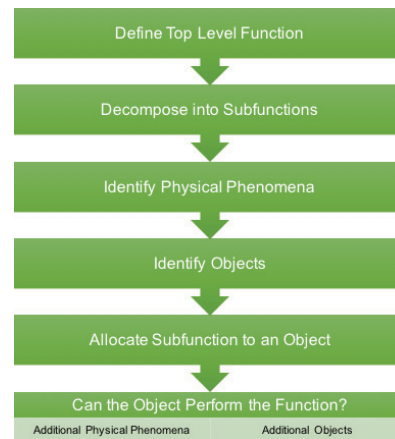 Define Top Level Function
Decompose into Subfunctions
Identify Physical Phenomena
Identify Objects
Allocate Subfunction to an Object
Can the Object Perform the Function?
Additional Physical Phenomena
Additional Objects